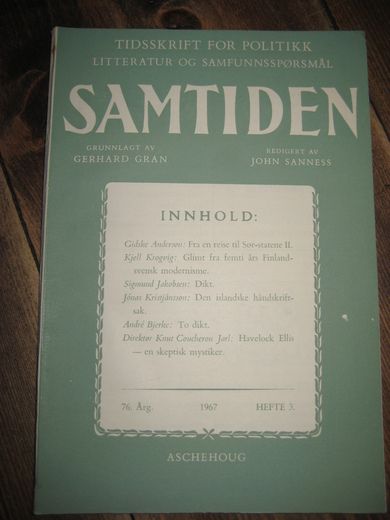 TIDSSKRIFT FOR POLITIKK
LITTERATUR OG SAMFUNNSSPØRSMÅL
SAMTIDEN
GRUNNLAGT AV
GERHARD GRAN
REDIGERT AV
JOHN SANNESS
INNHOLD:
Gidske Anderson: Fra en reise til Sør-statene II.
Kjell Krogvig: Glimt fra femti års Finland-
svensk modernisme.
Sigmund Jakobsen: Dikt.
Jónas Kristjánsson: Den islandske håndskrift-
sak.
André Bjerke: To dikt.
Direktør Knut Coucheron Jarl: Havelock Ellis
— en skeptisk mystiker.
76. Årg. 1967 HEFTE 3.
ASCHEHOUG